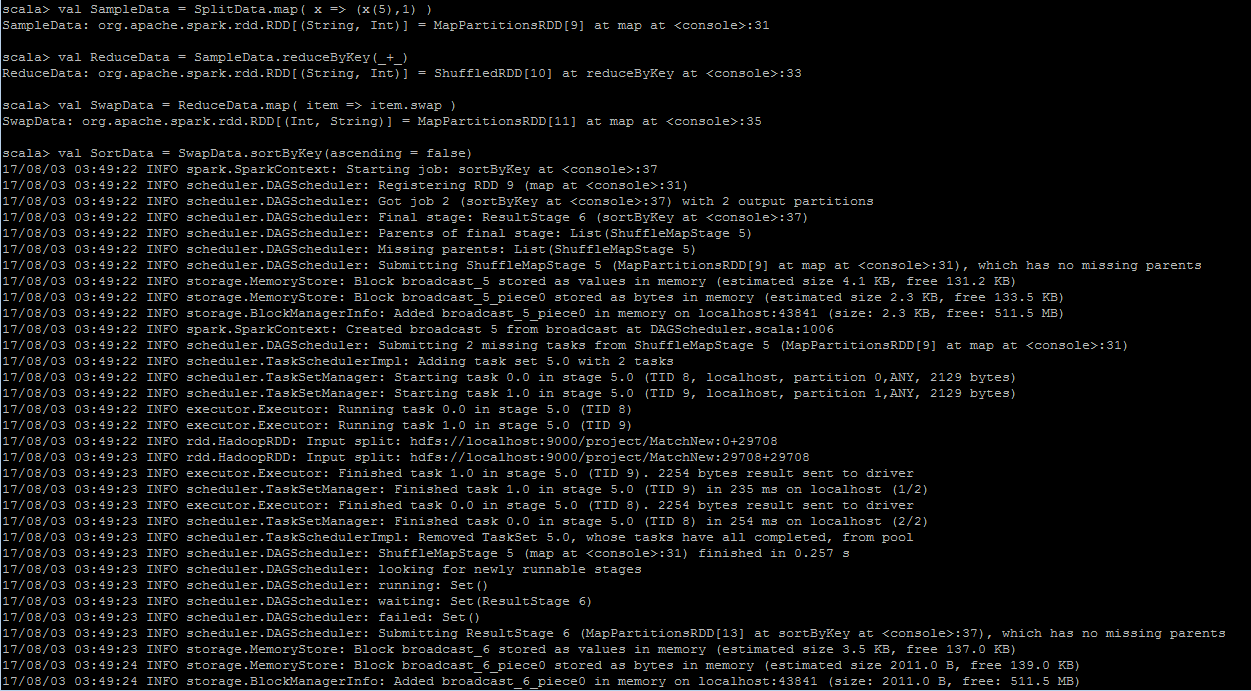 scala> val SampleData = SplitData.map( x => (x(5),1) )
SampleData: org.apache.spark.rdd.RDD[(String, Int)] = MapPartitionsRDD[9] at map at <console>:31
scala> val ReduceData = SampleData.reduceByKey(_+_)
ReduceData: org.apache.spark.rdd.RDD[(String, Int)] = ShuffledRDD[10] at reduceByKey at <console>:33
scala> val SwapData = ReduceData.map( item => item.swap )
SwapData: org.apache.spark.rdd.RDD[(Int, String)] = MapPartitionsRDD[11] at map at <console>:35
scala> val SortData = SwapData.sortByKey(ascending = false)
17/08/03 03:49:22 INFO spark.SparkContext: Starting job: sortByKey at <console>:37
17/08/03 03:49:22 INFO scheduler.DAGScheduler: Registering RDD 9 (map at <console>:31)
17/08/03 03:49:22 INFO scheduler.DAGScheduler: Got job 2 (sortByKey at <console>:37) with 2 output partitions
17/08/03 03:49:22 INFO scheduler.DAGScheduler: Final stage: ResultStage 6 (sortByKey at <console>:37)
17/08/03 03:49:22 INFO scheduler.DAGScheduler: Parents of final stage: List(ShuffleMapStage 5)
17/08/03 03:49:22 INFO scheduler.DAGScheduler: Missing parents: List(ShuffleMapStage 5)
17/08/03 03:49:22 INFO scheduler.DAGScheduler: Submitting ShuffleMapStage 5 (MapPartitionsRDD[9] at map at <console>:31), which has no missing parents
17/08/03 03:49:22 INFO storage.MemoryStore: Block broadcast_5 stored as values in memory (estimated size 4.1 KB, free 131.2 KB)
17/08/03 03:49:22 INFO storage.MemoryStore: Block broadcast_5_piece0 stored as bytes in memory (estimated size 2.3 KB, free 133.5 KB)
17/08/03 03:49:22 INFO storage.BlockManagerInfo: Added broadcast_5_piece0 in memory on localhost:43841 (size: 2.3 KB, free: 511.5 MB)
17/08/03 03:49:22 INFO spark.SparkContext: Created broadcast 5 from broadcast at DAGScheduler.scala:1006
17/08/03 03:49:22 INFO scheduler.DAGScheduler: Submitting 2 missing tasks from ShuffleMapStage 5 (MapPartitionsRDD[9] at map at <console>:31)
17/08/03 03:49:22 INFO scheduler.TaskSchedulerImpl: Adding task set 5.0 with 2 tasks
17/08/03 03:49:22 INFO scheduler.TaskSetManager: Starting task 0.0 in stage 5.0 (TID 8, localhost, partition 0,ANY, 2129 bytes)
17/08/03 03:49:22 INFO scheduler.TaskSetManager: Starting task 1.0 in stage 5.0 (TID 9, localhost, partition 1,ANY, 2129 bytes)
17/08/03 03:49:22 INFO executor.Executor: Running task 0.0 in stage 5.0 (TID 8)
17/08/03 03:49:22 INFO executor.Executor: Running task 1.0 in stage 5.0 (TID 9)
17/08/03 03:49:22 INFO rdd.HadoopRDD: Input split: hdfs://localhost:9000/project/MatchNew:0+29708
17/08/03 03:49:23 INFO rdd.HadoopRDD: Input split: hdfs://localhost:9000/project/MatchNew:29708+29708
17/08/03 03:49:23 INFO executor.Executor: Finished task 1.0 in stage 5.0 (TID 9). 2254 bytes result sent to driver
17/08/03 03:49:23 INFO scheduler.TaskSetManager: Finished task 1.0 in stage 5.0 (TID 9) in 235 ms on localhost (1/2)
17/08/03 03:49:23 INFO executor.Executor: Finished task 0.0 in stage 5.0 (TID 8). 2254 bytes result sent to driver
17/08/03 03:49:23 INFO scheduler.TaskSetManager: Finished task 0.0 in stage 5.0 (TID 8) in 254 ms on localhost (2/2)
17/08/03 03:49:23 INFO scheduler.TaskSchedulerImpl: Removed TaskSet 5.0, whose tasks have all completed, from pool
17/08/03 03:49:23 INFO scheduler.DAGScheduler: ShuffleMapStage 5 (map at <console>:31) finished in 0.257 s
17/08/03 03:49:23 INFO scheduler.DAGScheduler: looking for newly runnable stages
17/08/03 03:49:23 INFO scheduler.DAGScheduler: running: Set()
17/08/03 03:49:23 INFO scheduler.DAGScheduler: waiting: Set(ResultStage 6)
17/08/03 03:49:23 INFO scheduler.DAGScheduler: failed: Set()
17/08/03 03:49:23 INFO scheduler.DAGScheduler: Submitting ResultStage 6 (MapPartitionsRDD[13] at sortByKey at <console>:37), which has no missing parents
17/08/03 03:49:23 INFO storage.MemoryStore: Block broadcast_6 stored as values in memory (estimated size 3.5 KB, free 137.0 KB)
17/08/03 03:49:24 INFO storage.MemoryStore: Block broadcast_6_piece0 stored as bytes in memory (estimated size 2011.0 B, free 139.0 KB)
17/08/03 03:49:24 INFO storage.BlockManagerInfo: Added broadcast_6_piece0 in memory on localhost:43841 (size: 2011.0 B, free: 511.5 MB)